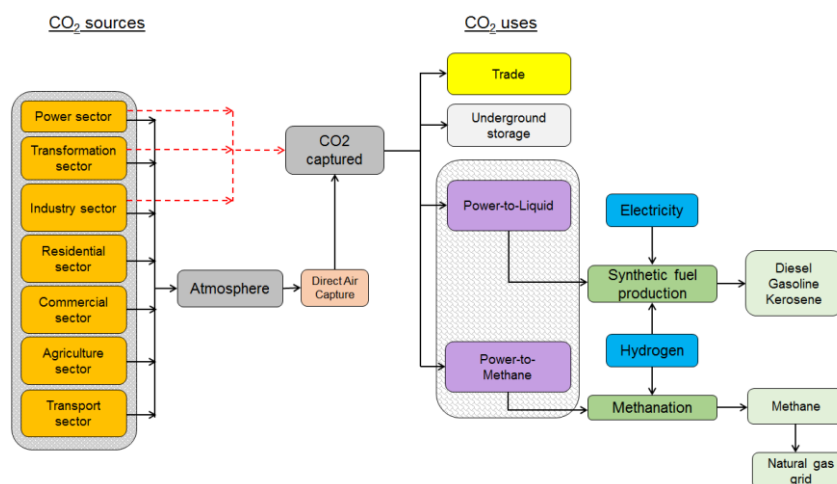 CO2 sources
CO2 uses
Trade
Power sector
Underground
storage
Transformation
sector
CO2
captured
Industry sector
Power-to-Liquid
Electricity
Residential
sector
Atmosphere
Direct Air
Capture
Synthetic fuel
production
Diesel
Gasoline
Kerosene
Commercial
sector
Agriculture
sector
Power-to-
Methane
Hydrogen
Transport
sector
Methanation
Methane
Natural gas
grid